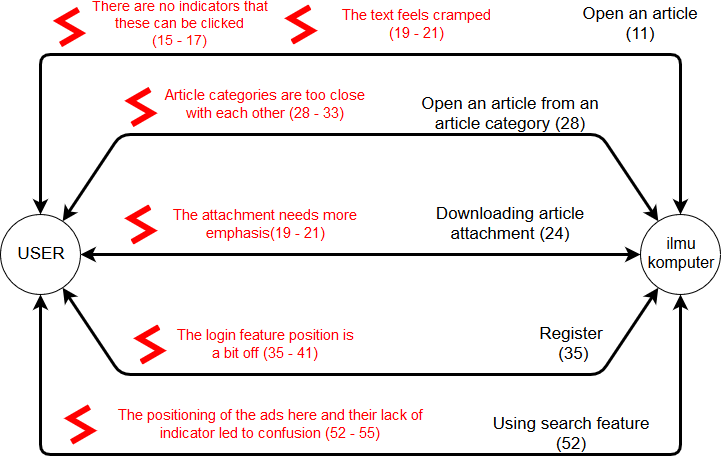 There are no indicators that
these can be clicked
(15 - 17)
The text feels cramped
(19 - 21)
Open an article
(11)
Article categories are too close
with each other (28 - 33)
Open an article from an
article category (28)
The attachment needs more
emphasis(19 - 21)
Downloading article
attachment (24)
USER
ilmu
komputer
The login feature position is
a bit off (35 - 41)
Register
(35)
The positioning of the ads here and their lack of
indicator led to confusion (52 - 55)
Using search feature
(52)